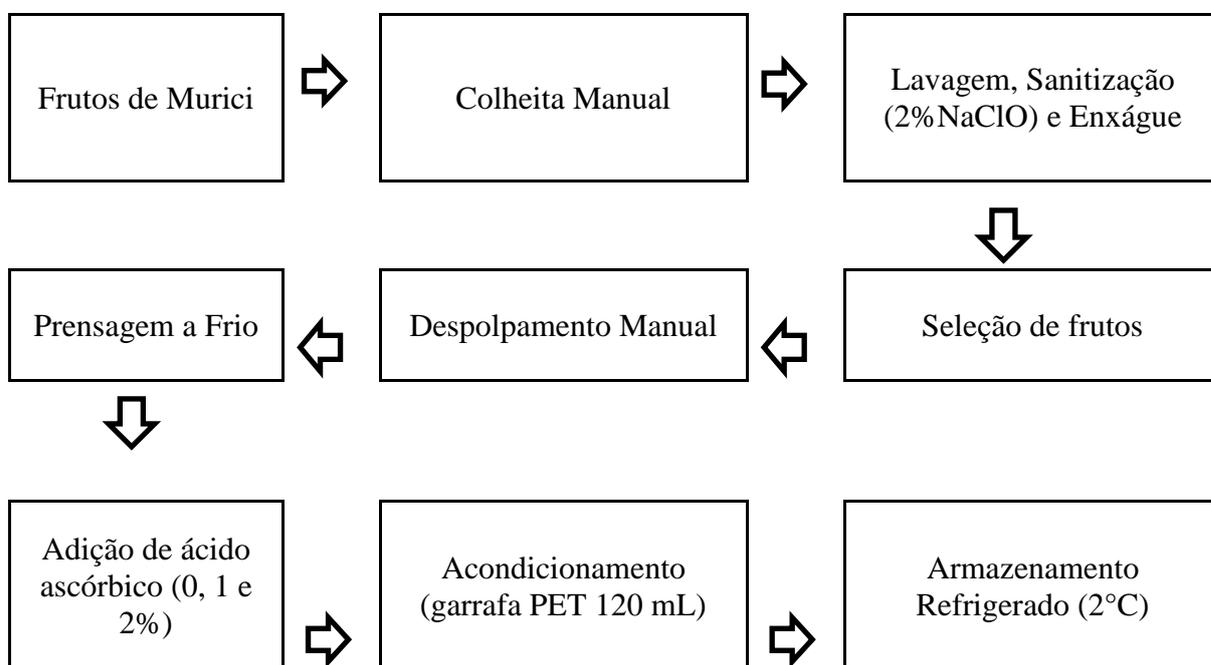 Frutos de Murici
Colheita Manual
Lavagem, Sanitização
(2%NaClO) e Enxágue
Seleção de frutos
Despolpamento Manual
Prensagem a Frio
Adição de ácido
ascórbico (0, 1 e
2%)
Acondicionamento
(garrafa PET 120 mL)
Armazenamento
Refrigerado (2°C)